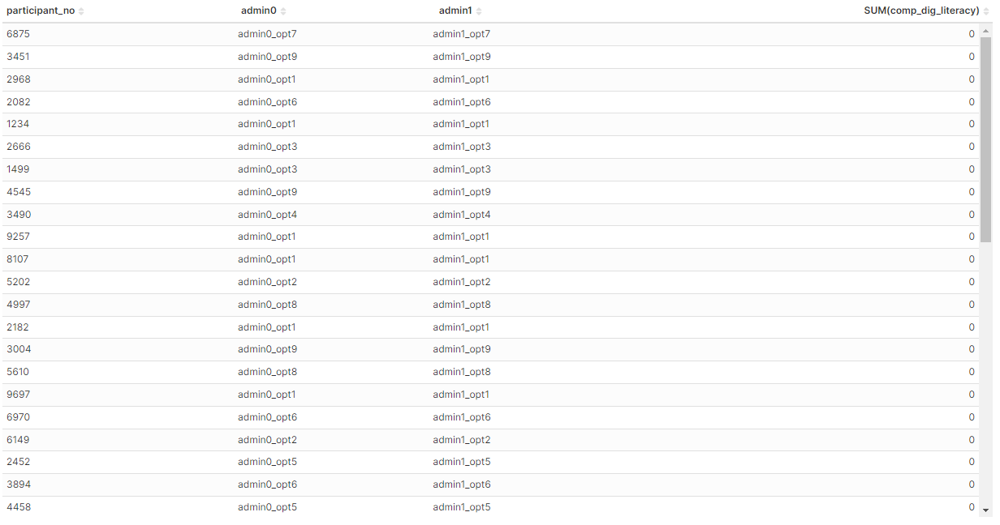 participant_no admin0 admin1 SUM(comp_dig_literacy)
6875 admin0_opt7 admin1_opt7 0
3451 admin0_opt9 admin1_opt9 0
2968 admin0_opt1 admin1_opt1 0
2082 admin0_opt6 admin1_opt6 0
1234 admin0_opt1 admin1_opt1 0
2666 admin0_opt3 admin1_opt3 0
1499 admin0_opt3 admin1_opt3 0
4545 admin0_opt9 admin1_opt9 0
3490 admin0_opt4 admin1_opt4 0
9257 admin0_opt1 admin1_opt1 0
8107 admin0_opt1 admin1_opt1 0
5202 admin0_opt2 admin1_opt2 0
4997 admin0_opt8 admin1_opt8 0
2182 admin0_opt1 admin1_opt1 0
3004 admin0_opt9 admin1_opt9 0
5610 admin0_opt8 admin1_opt8 0
9697 admin0_opt1 admin1_opt1 0
6970 admin0_opt6 admin1_opt6 0
6149 admin0_opt2 admin1_opt2 0
2452 admin0_opt5 admin1_opt5 0
3894 admin0_opt6 admin1_opt6 0
4458 admin0_opt5 admin1_opt5 0